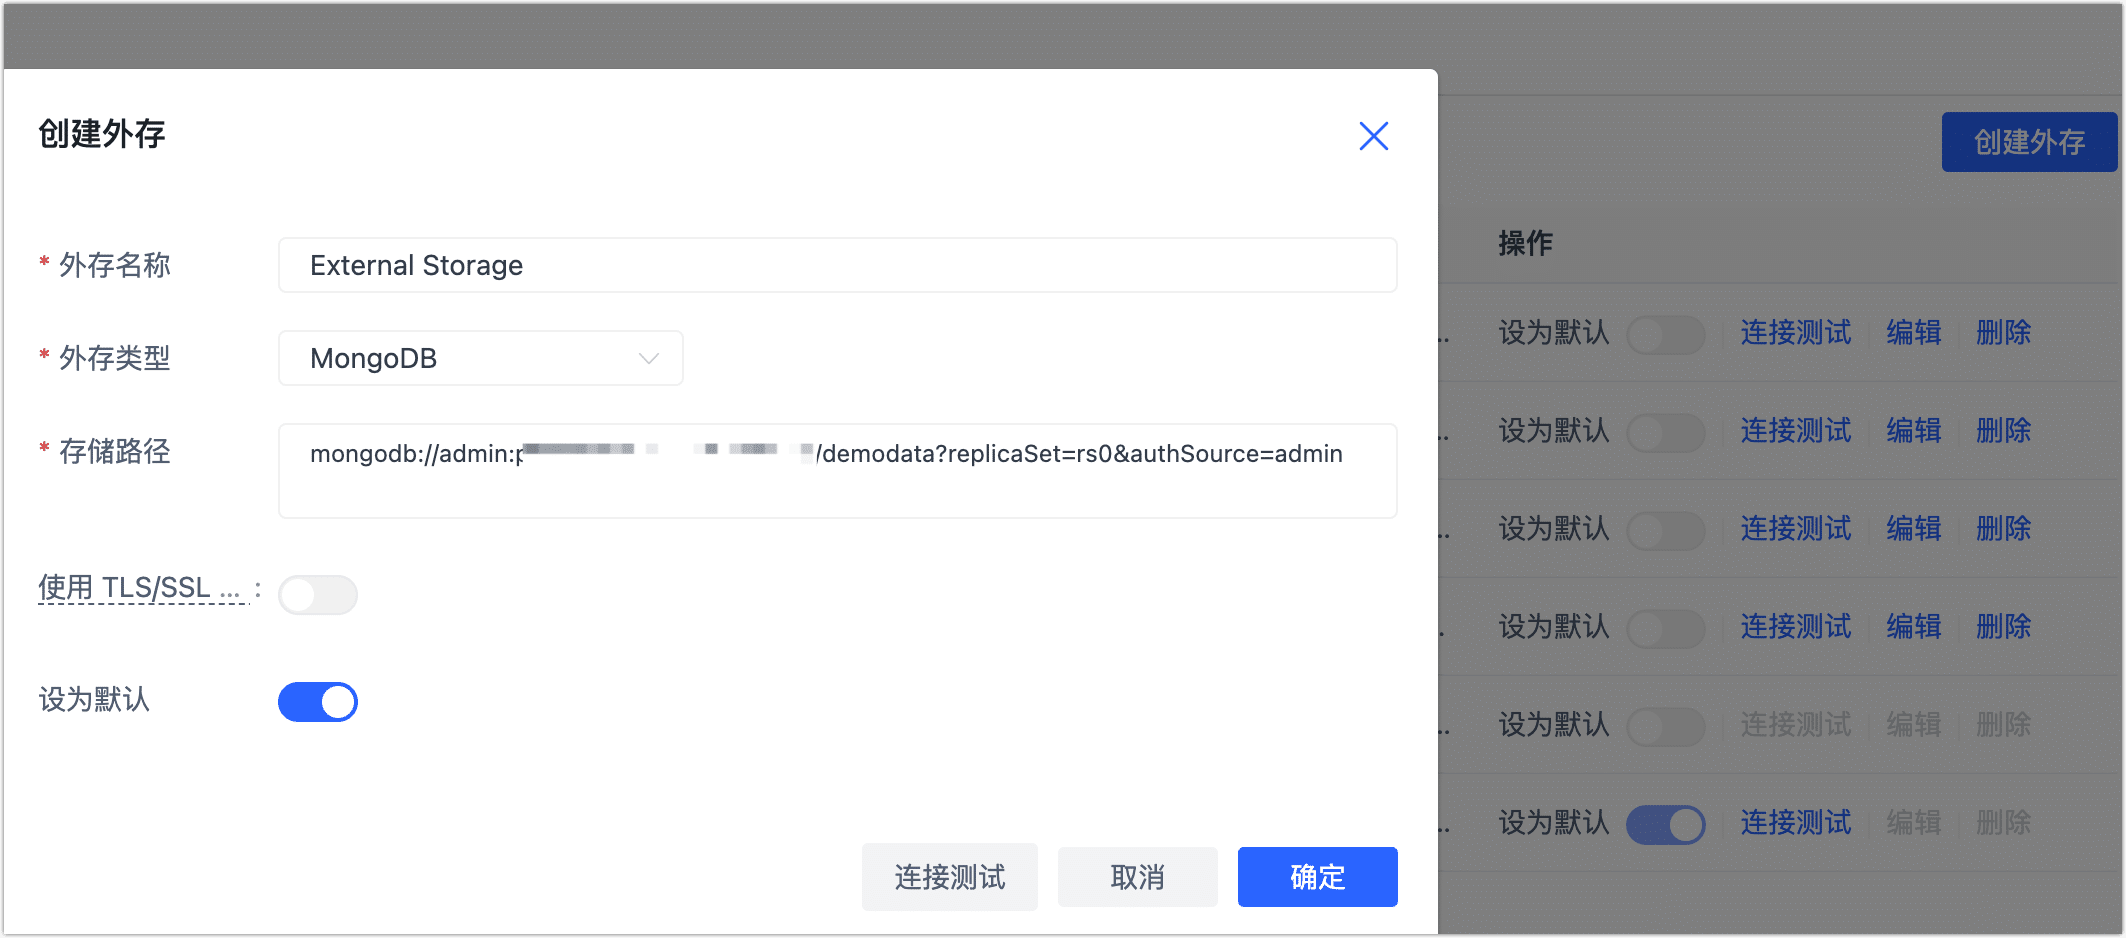 创建外存
创建外存
* 外存名称 External Storage
操作
* 外存类型 MongoDB
* 存储路径 mongodb://admin:p /demodata?replicaSet=rs0&authSource=admin
使用 TLS/SSL ... :
设为默认
连接测试 取消 确定
.. 设为默认 连接测试 编辑 删除
.. 设为默认 连接测试 编辑 删除
.. 设为默认 连接测试 编辑 删除
. 设为默认 连接测试 编辑 删除
.. 设为默认 连接测试 编辑 删除
.. 设为默认 连接测试 编辑 删除